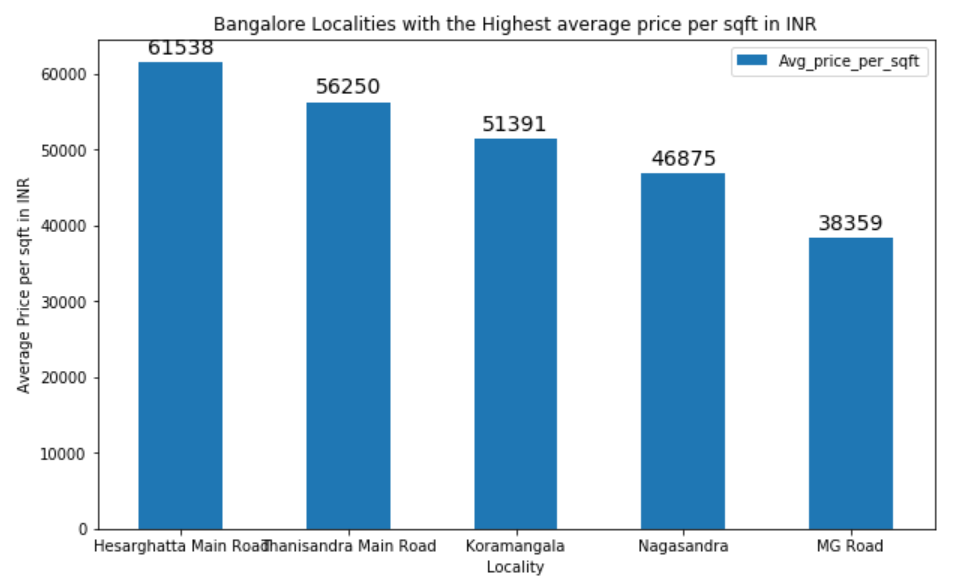 Bangalore Localities with the Highest average price per sqft in INR
Avg_price_per_sqft
61538
56250
51391
46875
38359
Average Price per sqft in INR
60000
50000
40000
30000
20000
10000
0
Hesarghatta Main Road Thanisandra Main Road Koramangala Nagasandra MG Road
Locality